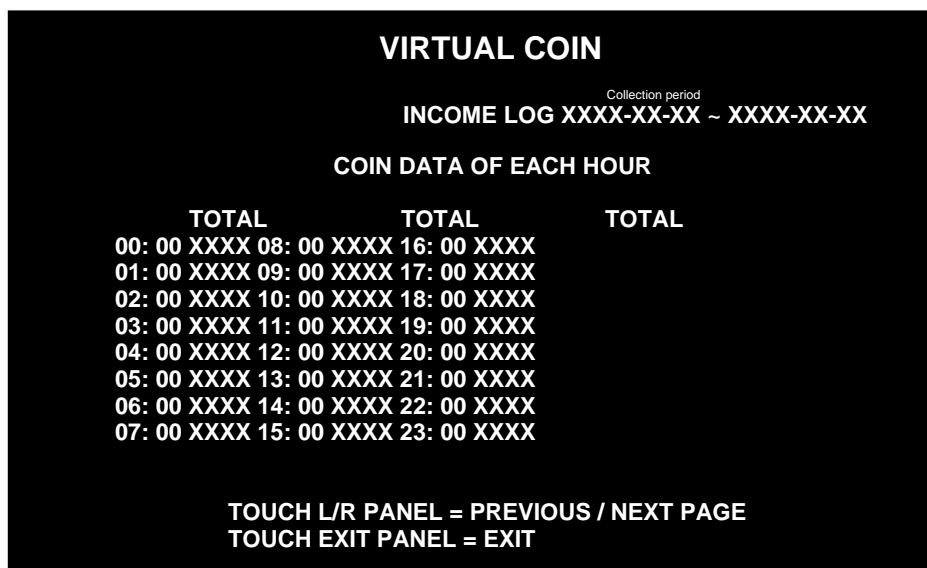 VIRTUAL COIN
Collection period
INCOME LOG XXXX-XX-XX ~ XXXX-XX-XX
COIN DATA OF EACH HOUR
TOTAL TOTAL TOTAL
00: 00 XXXX 08: 00 XXXX 16: 00 XXXX
01: 00 XXXX 09: 00 XXXX 17: 00 XXXX
02: 00 XXXX 10: 00 XXXX 18: 00 XXXX
03: 00 XXXX 11: 00 XXXX 19: 00 XXXX
04: 00 XXXX 12: 00 XXXX 20: 00 XXXX
05: 00 XXXX 13: 00 XXXX 21: 00 XXXX
06: 00 XXXX 14: 00 XXXX 22: 00 XXXX
07: 00 XXXX 15: 00 XXXX 23: 00 XXXX
TOUCH L/R PANEL = PREVIOUS / NEXT PAGE
TOUCH EXIT PANEL = EXIT